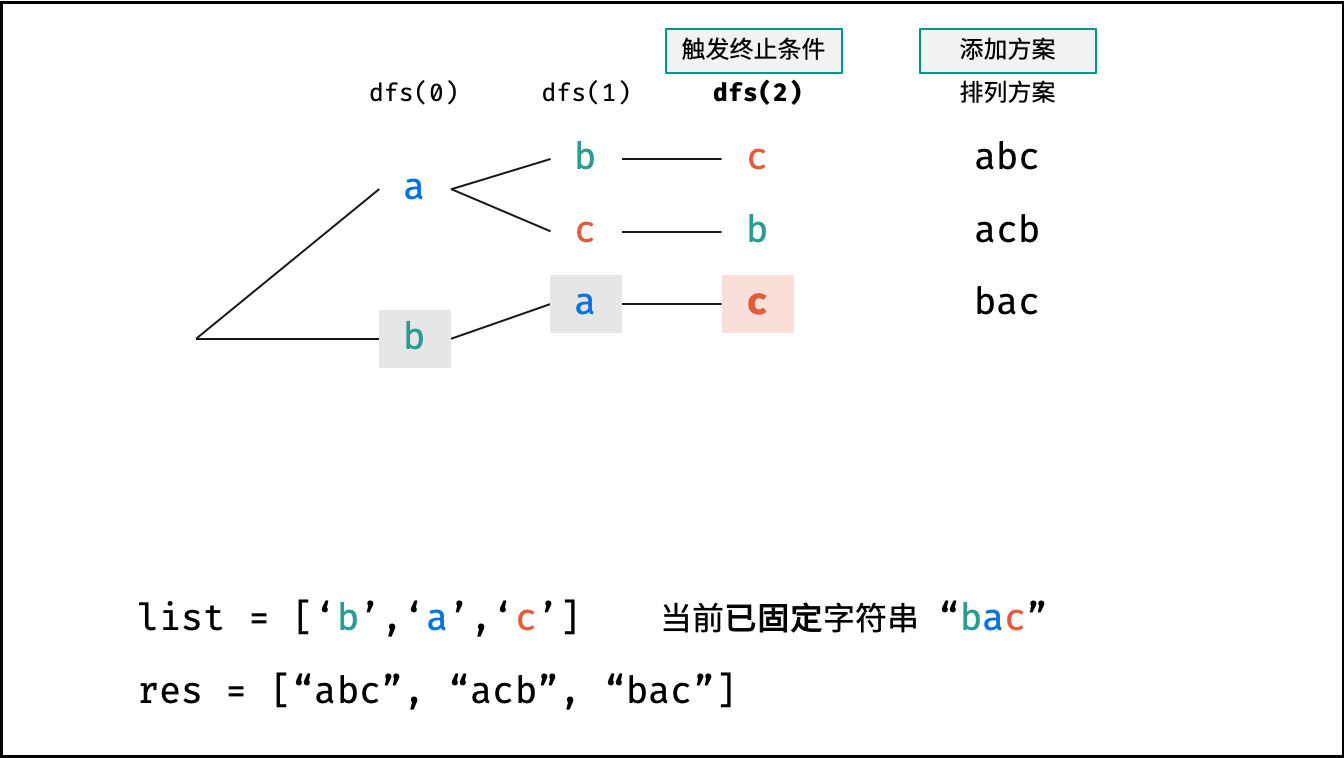 触发终止条件 添加方案
dfs(0) dfs(1) dfs(2) 排列方案
b c abc
a
c b acb
a c bac
b
list = [‘b’,‘a’,‘c’] 当前已固定字符串 “bac”
res = [“abc”, “acb”, “bac”]